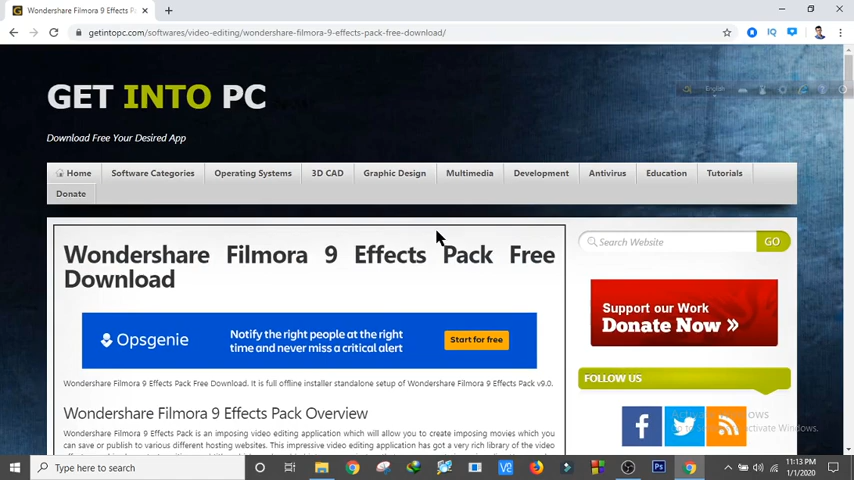 Wondershare Filmora 9 Effects P
getintopc.com/softwares/video-editing/wondershare-filmora-9-effects-pack-free-download/
GET INTO PC
English
Download Free Your Desired App
Home Software Categories Operating Systems 3D CAD Graphic Design Multimedia Development Antivirus Education Tutorials
Donate
Wondershare Filmora 9 Effects Pack Free
Download
Search Website GO
Opsgenie
Notify the right people at the right
time and never miss a critical alert
Start for free
Support our Work
Donate Now »
Wondershare Filmora 9 Effects Pack Free Download. It is full offline installer standalone setup of Wondershare Filmora 9 Effects Pack v9.0.
FOLLOW US
Wondershare Filmora 9 Effects Pack Overview
Wondershare Filmora 9 Effects Pack is an imposing video editing application which will allow you to create imposing movies which you
can save or publish to various different hosting websites. This impressive video editing application has got a very rich library of the video
Type here to search
11:13 PM
1/1/2020